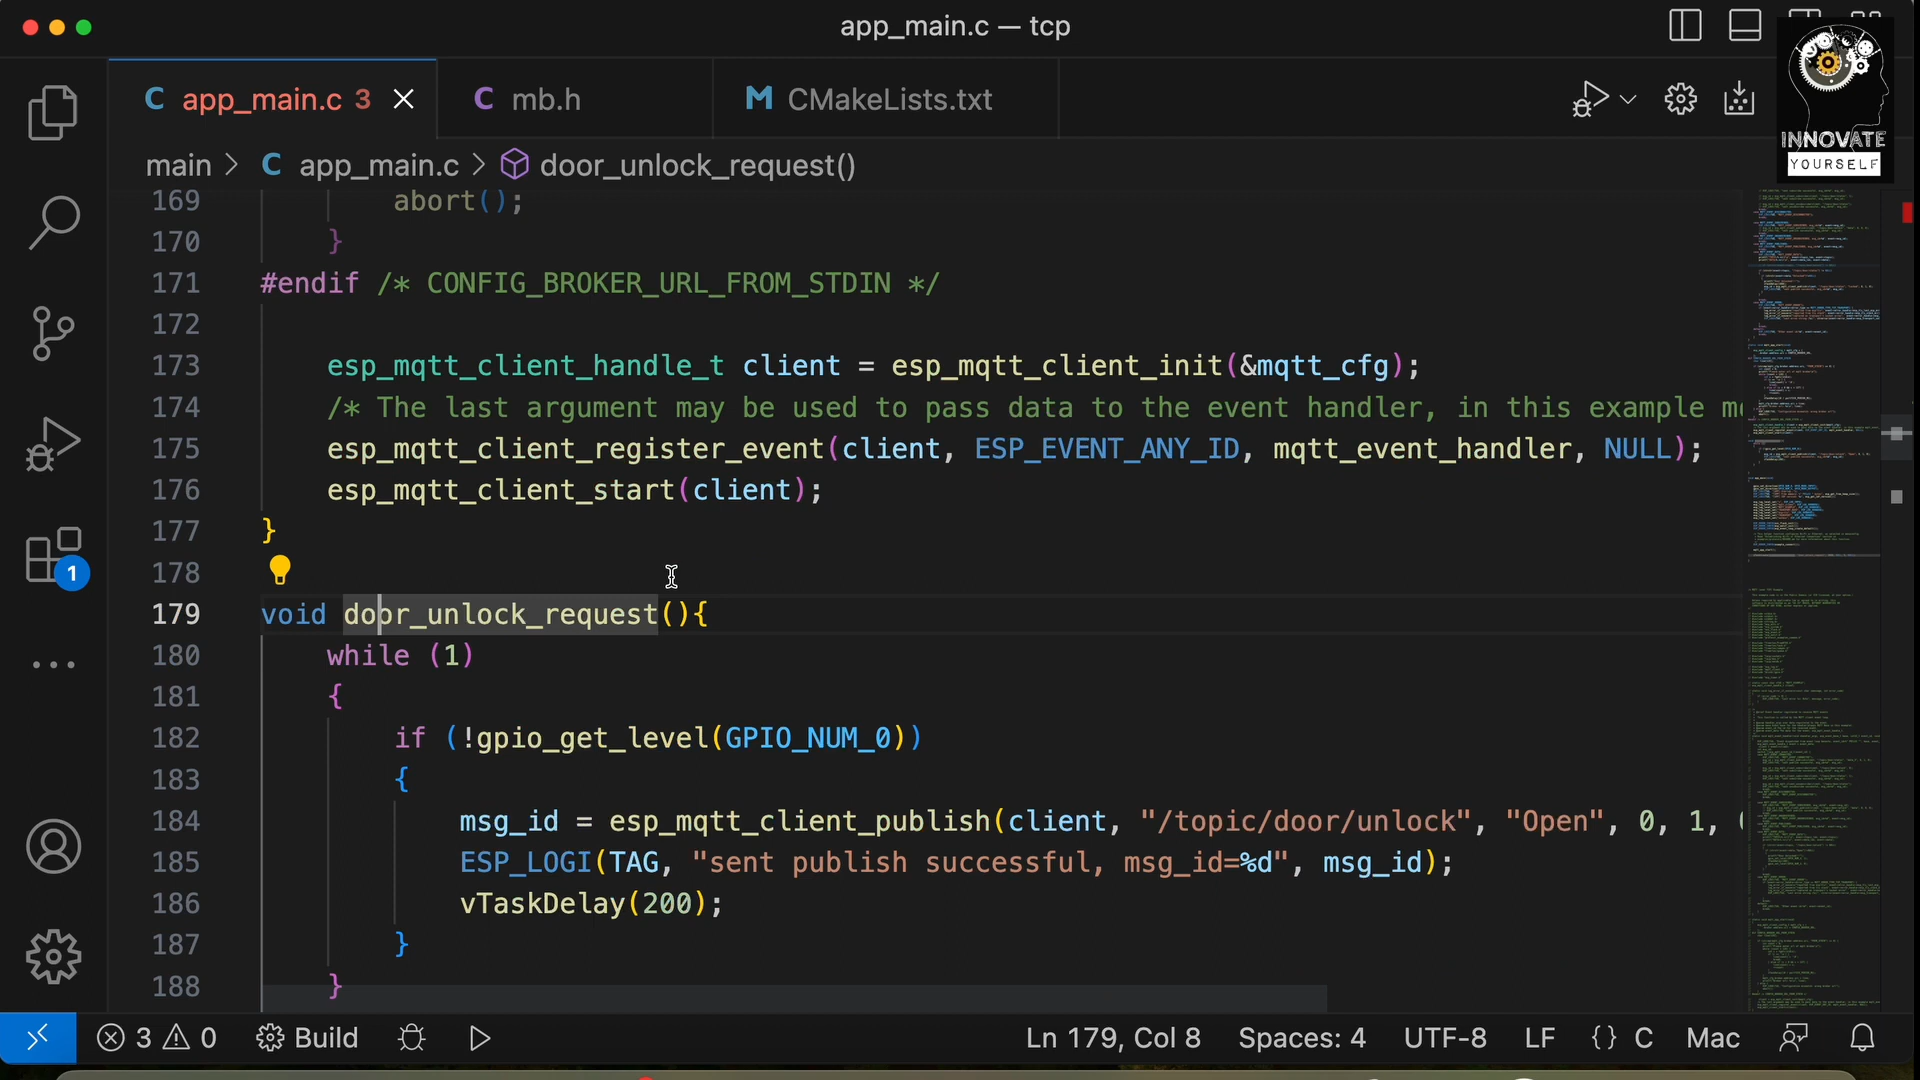 app_main.c — tcp
INNOVATE
YOURSELF
C app_main.c 3
C mb.h
M CMakeLists.txt
main > C app_main.c > door_unlock_request()
169 abort();
170 }
171 #endif /* CONFIG_BROKER_URL_FROM_STDIN */
172
173 esp_mqtt_client_handle_t client = esp_mqtt_client_init(&mqtt_cfg);
174 /* The last argument may be used to pass data to the event handler, in this example
175 esp_mqtt_client_register_event(client, ESP_EVENT_ANY_ID, mqtt_event_handler, NULL);
176 esp_mqtt_client_start(client);
177 }
178
179 void door_unlock_request(){
180 while (1)
181 {
182 if (!gpio_get_level(GPIO_NUM_0))
183 {
184 msg_id = esp_mqtt_client_publish(client, "/topic/door/unlock", "Open", 0, 1,
185 ESP_LOGI(TAG, "sent publish successful, msg_id=%d", msg_id);
186 vTaskDelay(200);
187 }
188 }
1
3 0 Build Ln 179, Col 8 Spaces: 4 UTF-8 LF {} C Mac